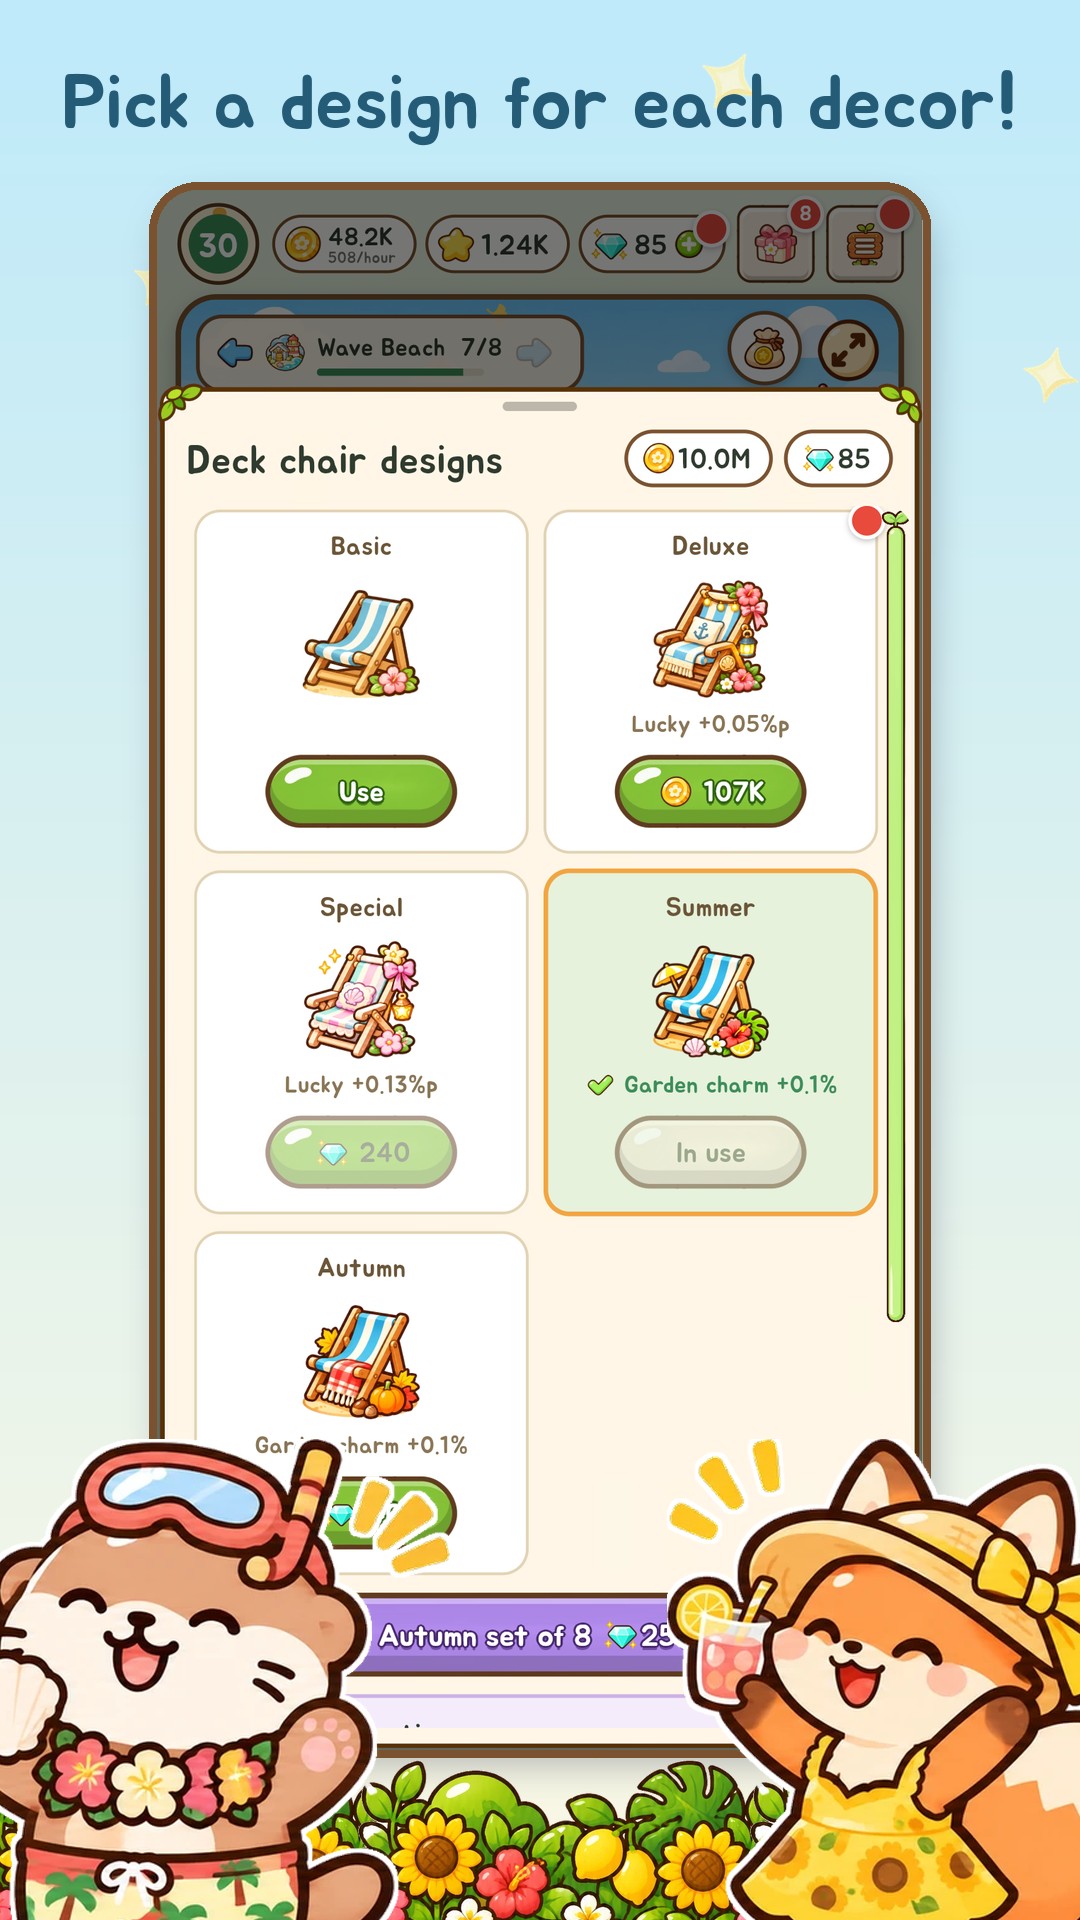 Pick a design for each decor!
30
48.2K
508/hour
1.24K
85
8
Wave Beach 7/8
Deck chair designs
10.0M
85
Basic
Deluxe
Lucky +0.05%p
Use
107K
Special
Summer
Lucky +0.13%p
Garden charm +0.1%
240
In use
Autumn
charm +0.1%
Autumn set of 8